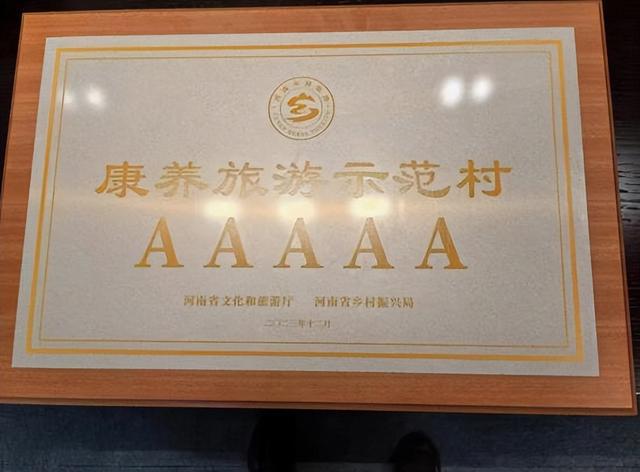 康养旅游示范村
AAAAA
河南省文化和旅游厅 河南省乡村振兴局
二〇二三年十二月